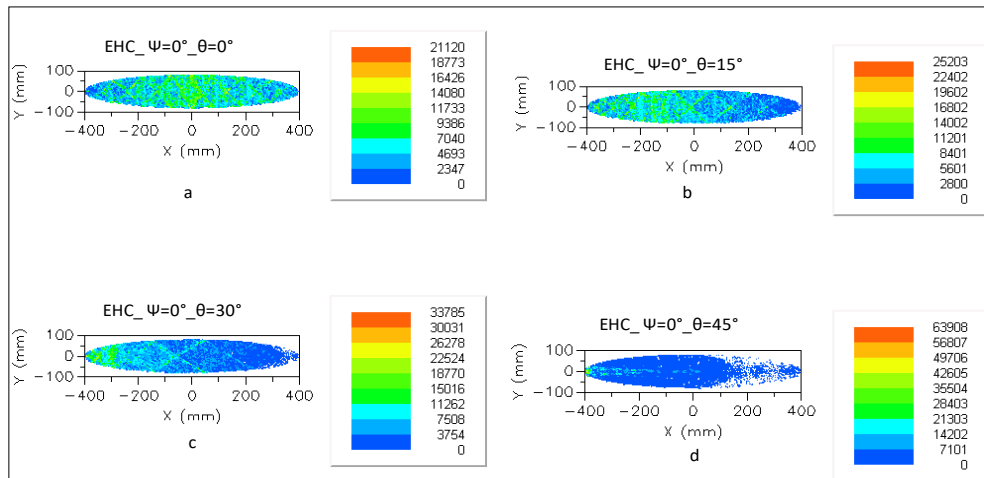 EHC_ Ψ=0°_θ=0°
100
0
−100
Y (mm)
−400 −200 0 200 400
X (mm)
a
21120
18773
16426
14080
11733
9386
7040
4693
2347
0
EHC_ Ψ=0°_θ=15°
100
0
−100
Y (mm)
−400 −200 0 200 400
X (mm)
b
25203
22402
19602
16802
14002
11201
8401
5601
2800
0
EHC_ Ψ=0°_θ=30°
100
0
−100
Y (mm)
−400 −200 0 200 400
X (mm)
c
33785
30031
26278
22524
18770
15016
11262
7508
3754
0
EHC_ Ψ=0°_θ=45°
100
0
−100
Y (mm)
−400 −200 0 200 400
X (mm)
d
63908
56807
49706
42605
35504
28403
21303
14202
7101
0